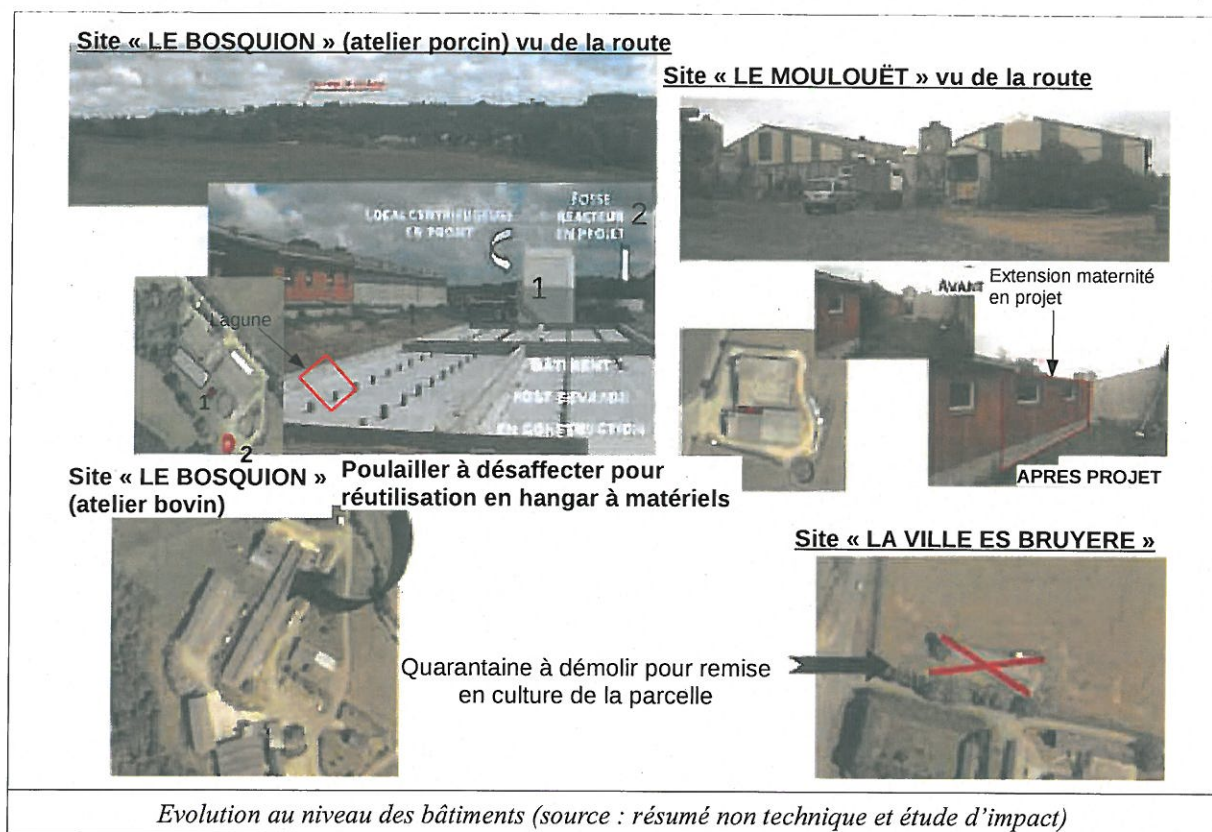 Site « LE BOSQUION » (atelier porcin) vu de la route
Site « LE MOULOUËT » vu de la route
LOCAL CENTRIFUGEUSE
EN PROJET
FOSSE
REACTEUR
EN PROJET
2
1
Lagune
1
2
BATIMENT
POST SEVRAGE
EN CONSTRUCTION
AVANT
Extension maternité
en projet
APRES PROJET
Site « LE BOSQUION »
(atelier bovin)
Poulailler à désaffecter pour
réutilisation en hangar à matériels
Site « LA VILLE ES BRUYERE »
Quarantaine à démolir pour remise
en culture de la parcelle
Evolution au niveau des bâtiments (source : résumé non technique et étude d'impact)